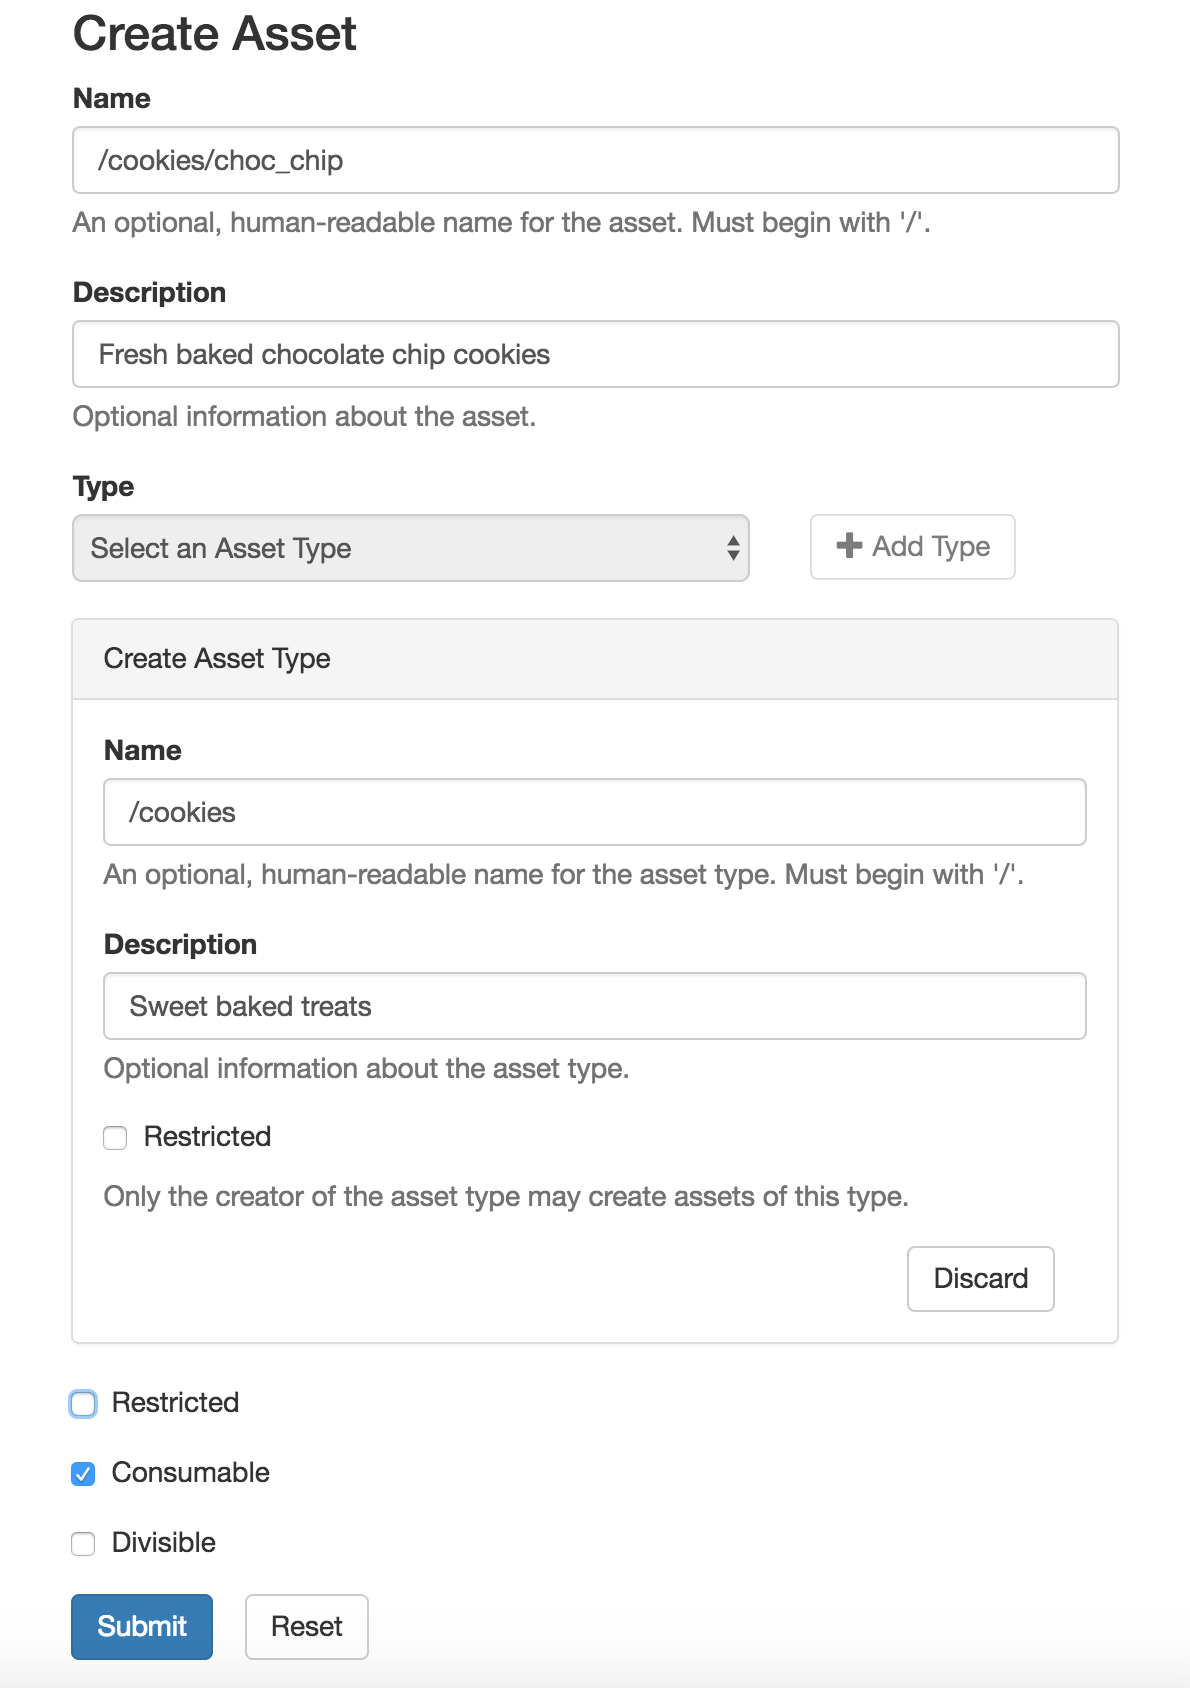 Create Asset
Name
/cookies/choc_chip
An optional, human-readable name for the asset. Must begin with '/'.
Description
Fresh baked chocolate chip cookies
Optional information about the asset.
Type
Select an Asset Type
Add Type
Create Asset Type
Name
/cookies
An optional, human-readable name for the asset type. Must begin with '/'.
Description
Sweet baked treats
Optional information about the asset type.
Restricted
Only the creator of the asset type may create assets of this type.
Discard
Restricted
Consumable
Divisible
Submit Reset